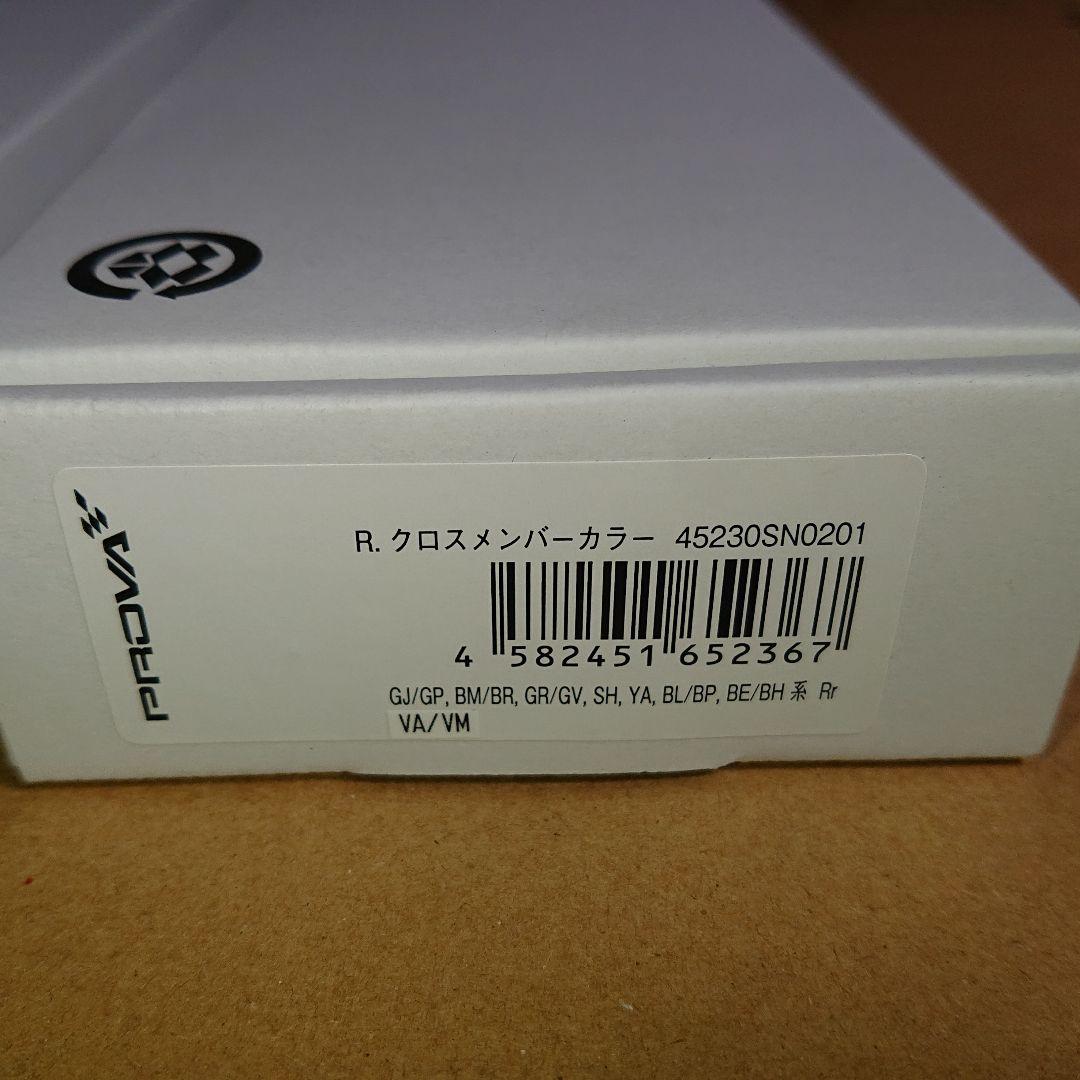 PROVA
R. クロスメンバーカラー 45230SN0201
4 582451 652367
GJ/GP, BM/BR, GR/GV, SH, YA, BL/BP, BE/BH 系 Rr
VA/VM